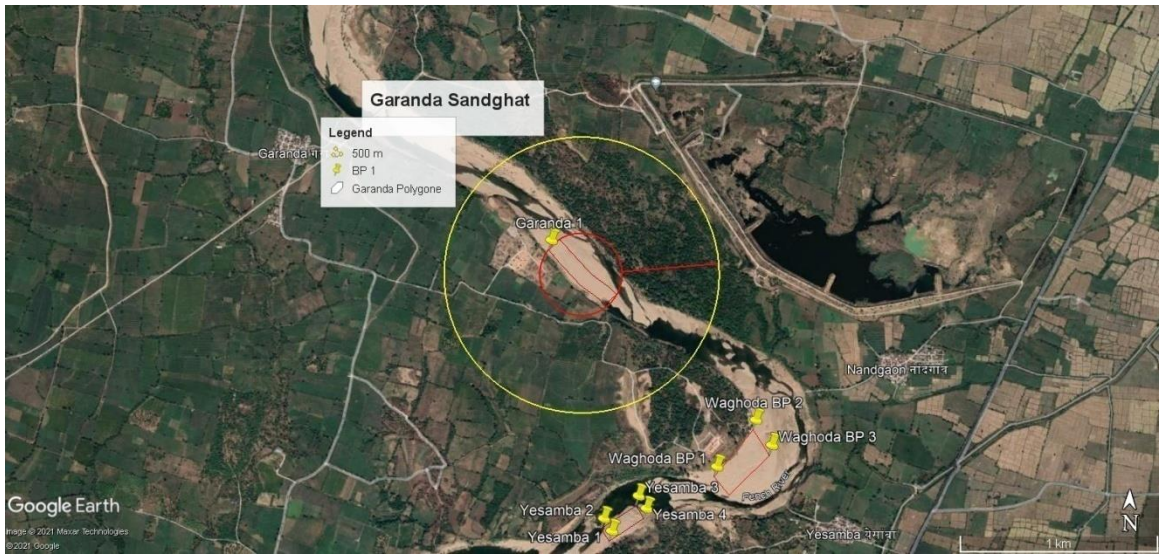 Garanda Sandghat
Legend
500 m
BP 1
Garanda Polygone
Garanda
Garanda 1
Nandgaon नांदगाव
Waghoda BP 2
Waghoda BP 3
Waghoda BP 1
Pench River
Yesamba 3
Yesamba 2
Yesamba 4
Yesamba 1
Yesamba येसांबा
Google Earth
Image © 2021 Maxar Technologies
© 2021 Google
N
1 km